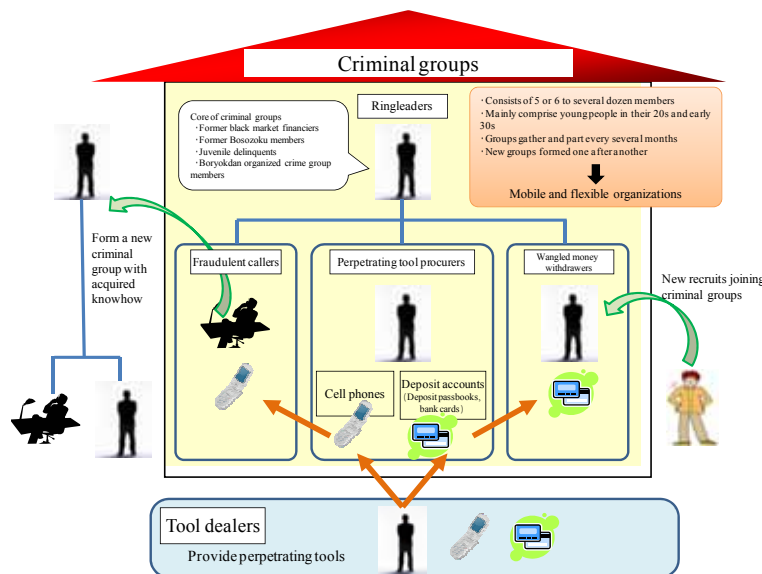 Criminal groups
Core of criminal groups
・Former black market financiers
・Former Bosozoku members
・Juvenile delinquents
・Boryokdan organized crime group
members
Ringleaders
・Consists of 5 or 6 to several dozen members
・Mainly comprise young people in their 20s and early
30s
・Groups gather and part every several months
・New groups formed one after another
Mobile and flexible organizations
Form a new
criminal group with
acquired
knowhow
Fraudulent callers
Perpetrating tool procurers
Wangled money
withdrawers
New recruits joining
criminal groups
Cell phones
Deposit accounts
(Deposit passbooks,
bank cards)
Tool dealers
Provide perpetrating tools